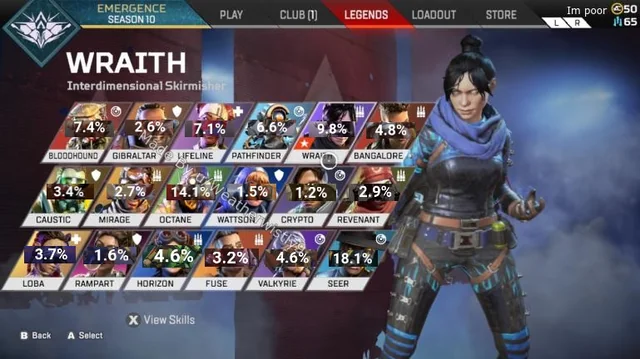 EMERGENCE
SEASON 10
PLAY
CLUB (1)
LEGENDS
LOADOUT
STORE
Im poor
50
65
L R
WRAITH
Interdimensional Skirmisher
7.4% 2.6% 7.1% 6.6% 9.8% 4.8%
BLOODHOUND GIBRALTAR LIFELINE PATHFINDER WRAITH BANGALORE
3.4% 2.7% 14.1% 1.5% 1.2% 2.9%
CAUSTIC MIRAGE OCTANE WATTSON CRYPTO REVENANT
3.7% 1.6% 4.6% 3.2% 4.6% 18.1%
LOBA RAMPART HORIZON FUSE VALKYRIE SEER
X View Skills
B Back A Select